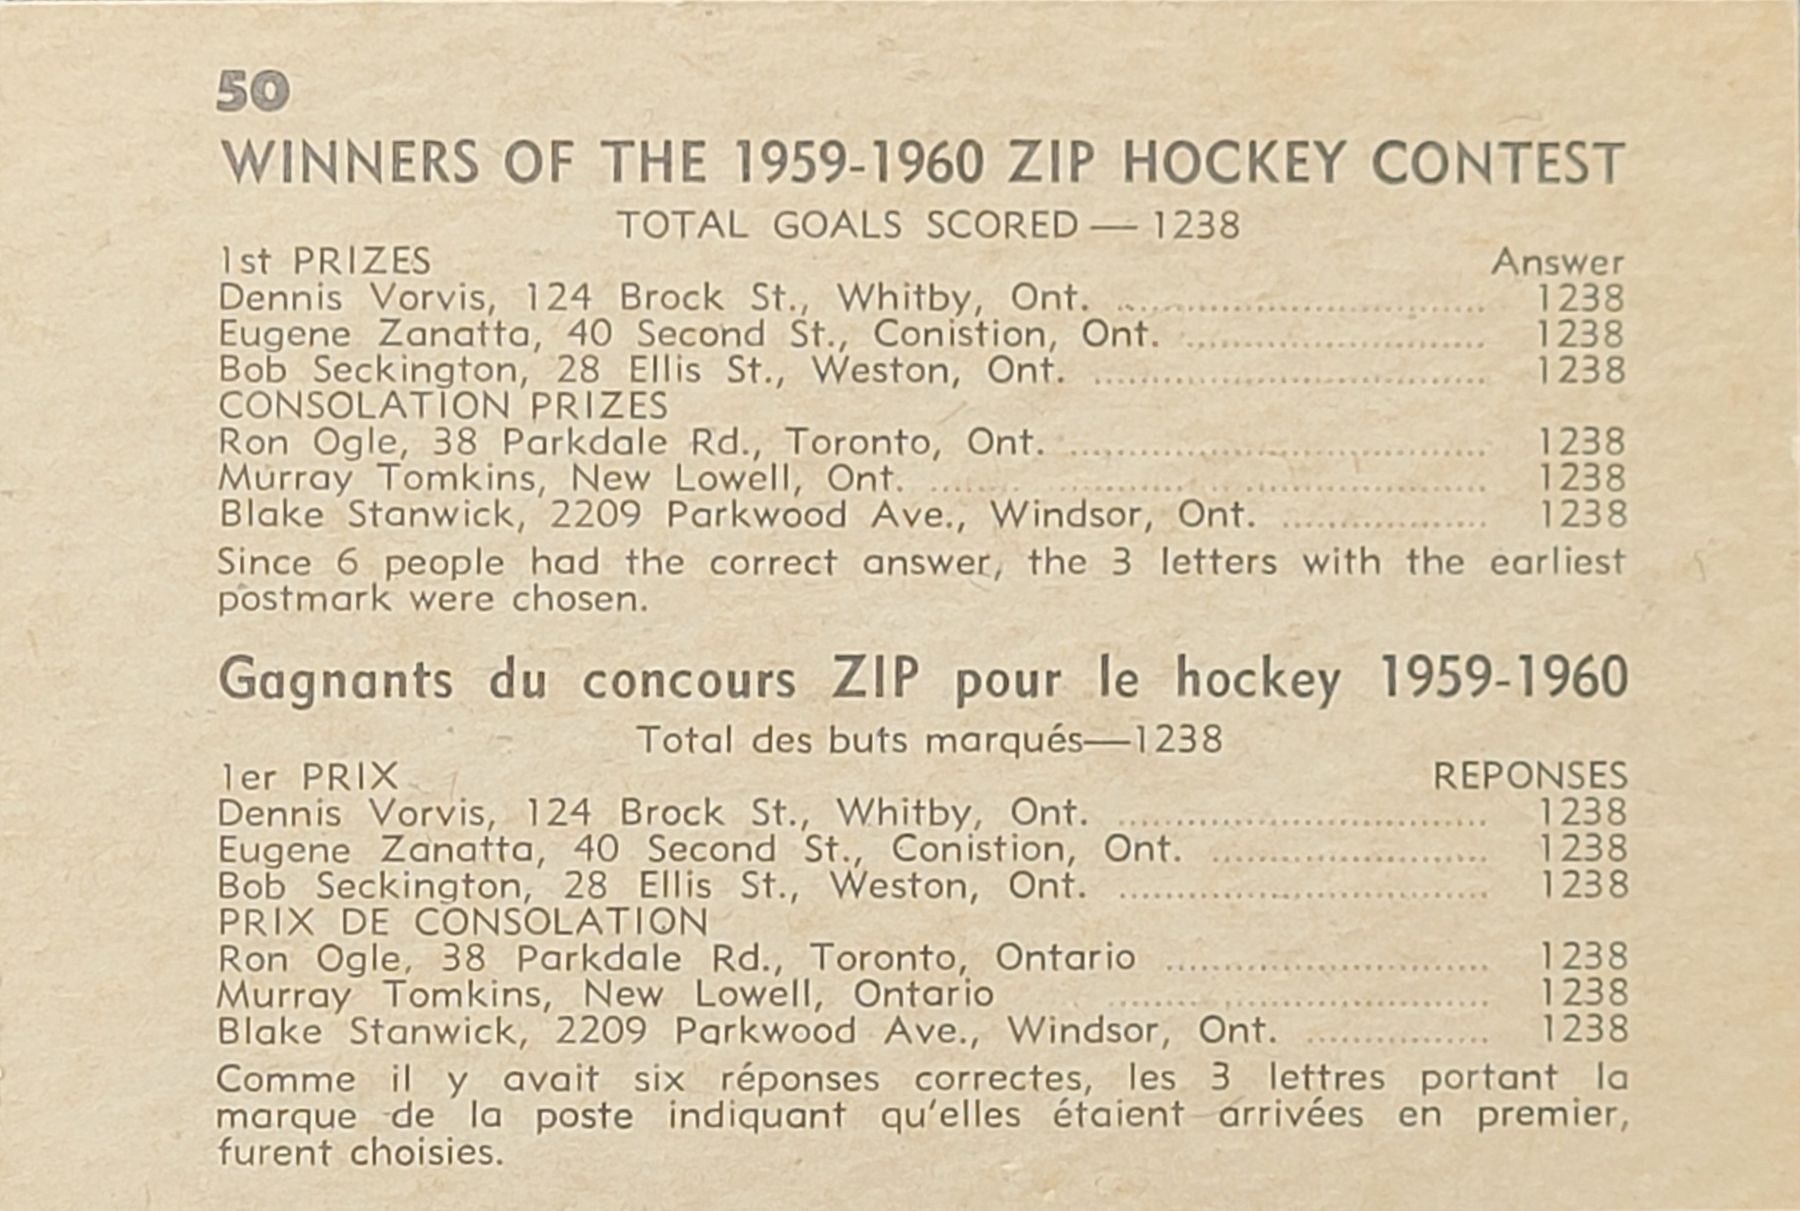 50
WINNERS OF THE 1959-1960 ZIP HOCKEY CONTEST
TOTAL GOALS SCORED — 1238
1st PRIZES Answer
Dennis Vorvis, 124 Brock St., Whitby, Ont. ........................................ 1238
Eugene Zanatta, 40 Second St., Conistion, Ont. ................................ 1238
Bob Seckington, 28 Ellis St., Weston, Ont. ........................................ 1238
CONSOLATION PRIZES
Ron Ogle, 38 Parkdale Rd., Toronto, Ont. .......................................... 1238
Murray Tomkins, New Lowell, Ont. .................................................... 1238
Blake Stanwick, 2209 Parkwood Ave., Windsor, Ont. ...................... 1238
Since 6 people had the correct answer, the 3 letters with the earliest
postmark were chosen.
Gagnants du concours ZIP pour le hockey 1959-1960
Total des buts marqués—1238
1er PRIX REPONSES
Dennis Vorvis, 124 Brock St., Whitby, Ont. ........................................ 1238
Eugene Zanatta, 40 Second St., Conistion, Ont. .............................. 1238
Bob Seckington, 28 Ellis St., Weston, Ont. ........................................ 1238
PRIX DE CONSOLATION
Ron Ogle, 38 Parkdale Rd., Toronto, Ontario .................................. 1238
Murray Tomkins, New Lowell, Ontario ........................................ 1238
Blake Stanwick, 2209 Parkwood Ave., Windsor, Ont. .................... 1238
Comme il y avait six réponses correctes, les 3 lettres portant la
marque de la poste indiquant qu'elles étaient arrivées en premier,
furent choisies.